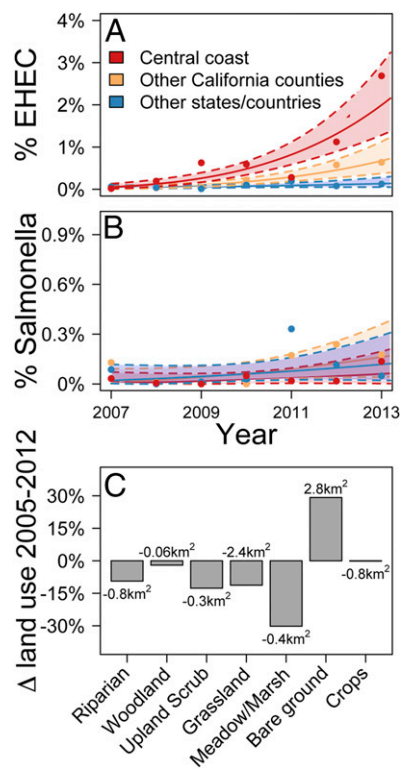 A
% EHEC
4%
3%
2%
1%
0%
Central coast
Other California counties
Other states/countries
B
% Salmonella
0.9%
0.6%
0.3%
0%
2007 2009 2011 2013
Year
C
Δ land use 2005-2012
30%
15%
0%
-15%
-30%
-0.8km²
-0.06km²
-0.3km²
-2.4km²
-0.4km²
2.8km²
-0.8km²
Riparian
Woodland
Upland Scrub
Grassland
Meadow/Marsh
Bare ground
Crops